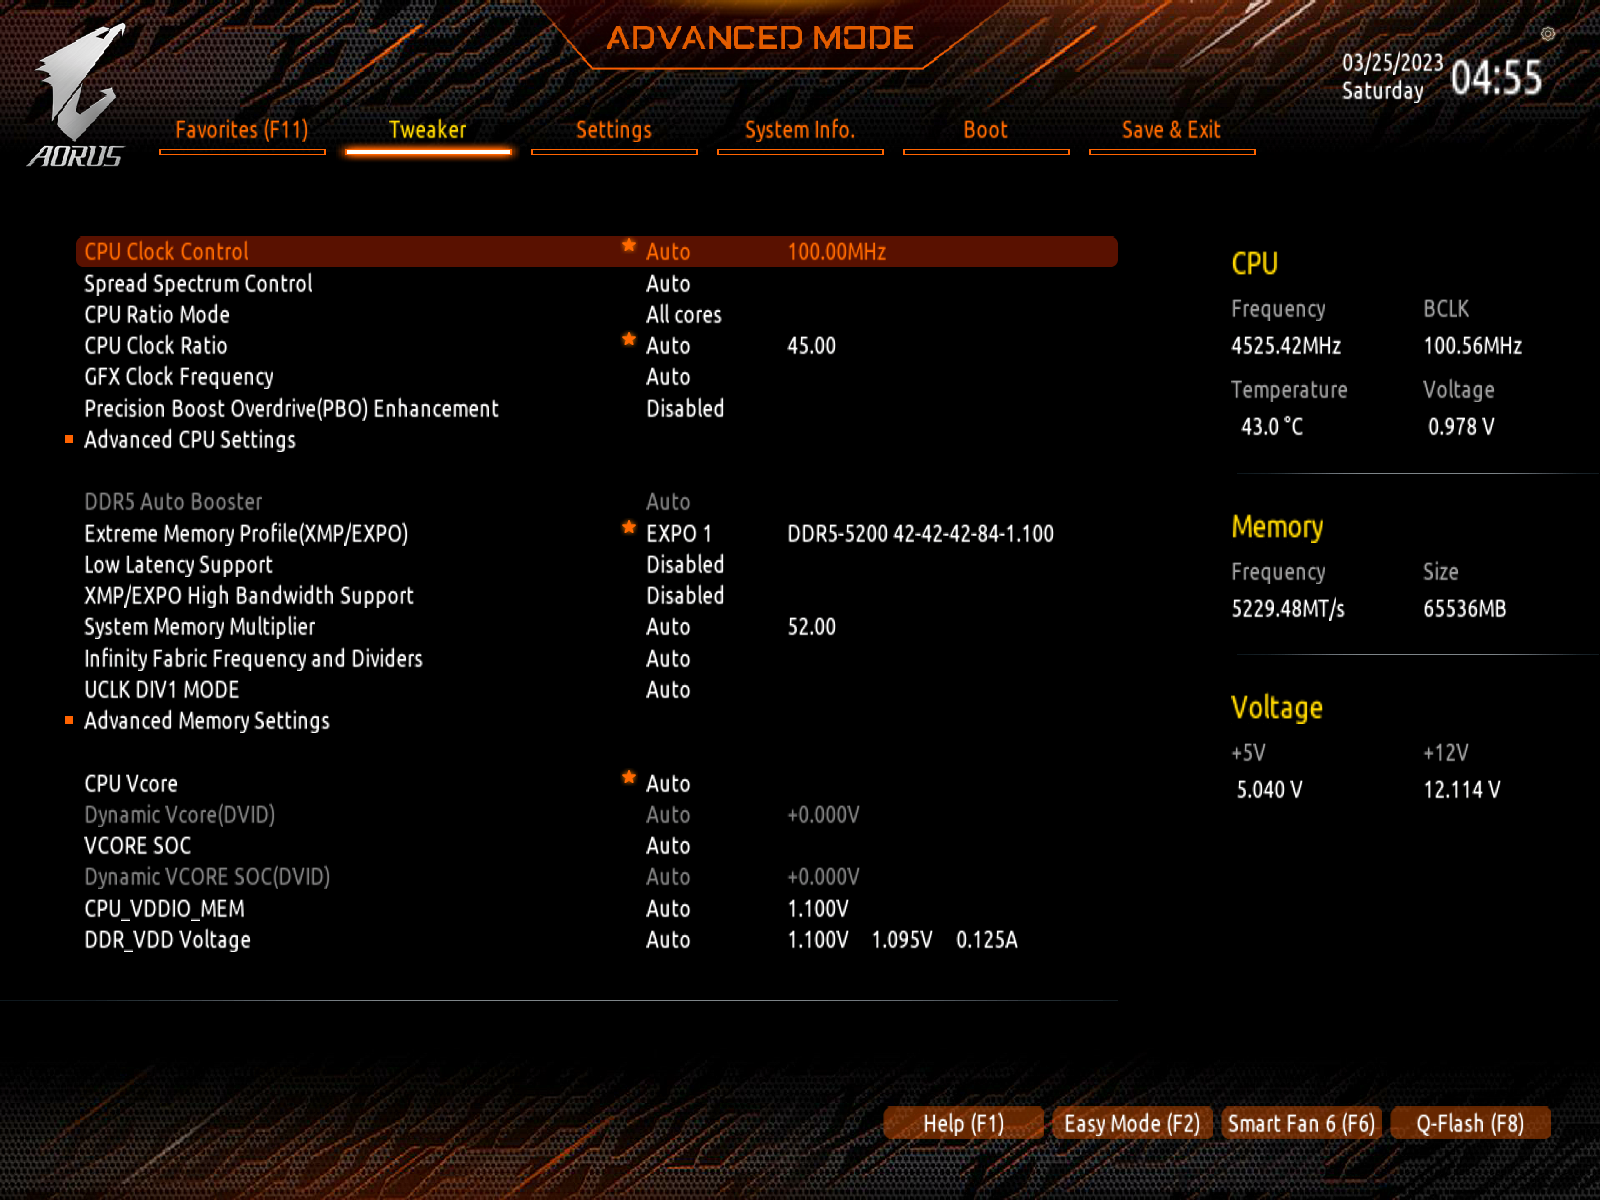 ADVANCED MODE
AORUS
03/25/2023 04:55
Saturday
Favorites (F11) Tweaker Settings System Info. Boot Save & Exit
CPU Clock Control Auto 100.00MHz
Spread Spectrum Control Auto
CPU Ratio Mode All cores
CPU Clock Ratio Auto 45.00
GFX Clock Frequency Auto
Precision Boost Overdrive(PBO) Enhancement Disabled
Advanced CPU Settings
DDR5 Auto Booster Auto
Extreme Memory Profile(XMP/EXPO) EXPO 1 DDR5-5200 42-42-42-84-1.100
Low Latency Support Disabled
XMP/EXPO High Bandwidth Support Disabled
System Memory Multiplier Auto 52.00
Infinity Fabric Frequency and Dividers Auto
UCLK DIV1 MODE Auto
Advanced Memory Settings
CPU Vcore Auto
Dynamic Vcore(DVID) Auto +0.000V
VCORE SOC Auto
Dynamic VCORE SOC(DVID) Auto +0.000V
CPU_VDDIO_MEM Auto 1.100V
DDR_VDD Voltage Auto 1.100V 1.095V 0.125A
CPU
Frequency BCLK
4525.42MHz 100.56MHz
Temperature Voltage
43.0 °C 0.978 V
Memory
Frequency Size
5229.48MT/s 65536MB
Voltage
+5V +12V
5.040 V 12.114 V
Help (F1) Easy Mode (F2) Smart Fan 6 (F6) Q-Flash (F8)